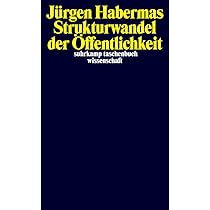 Jürgen Habermas
Strukturwandel
der Öffentlichkeit
suhrkamp taschenbuch
wissenschaft